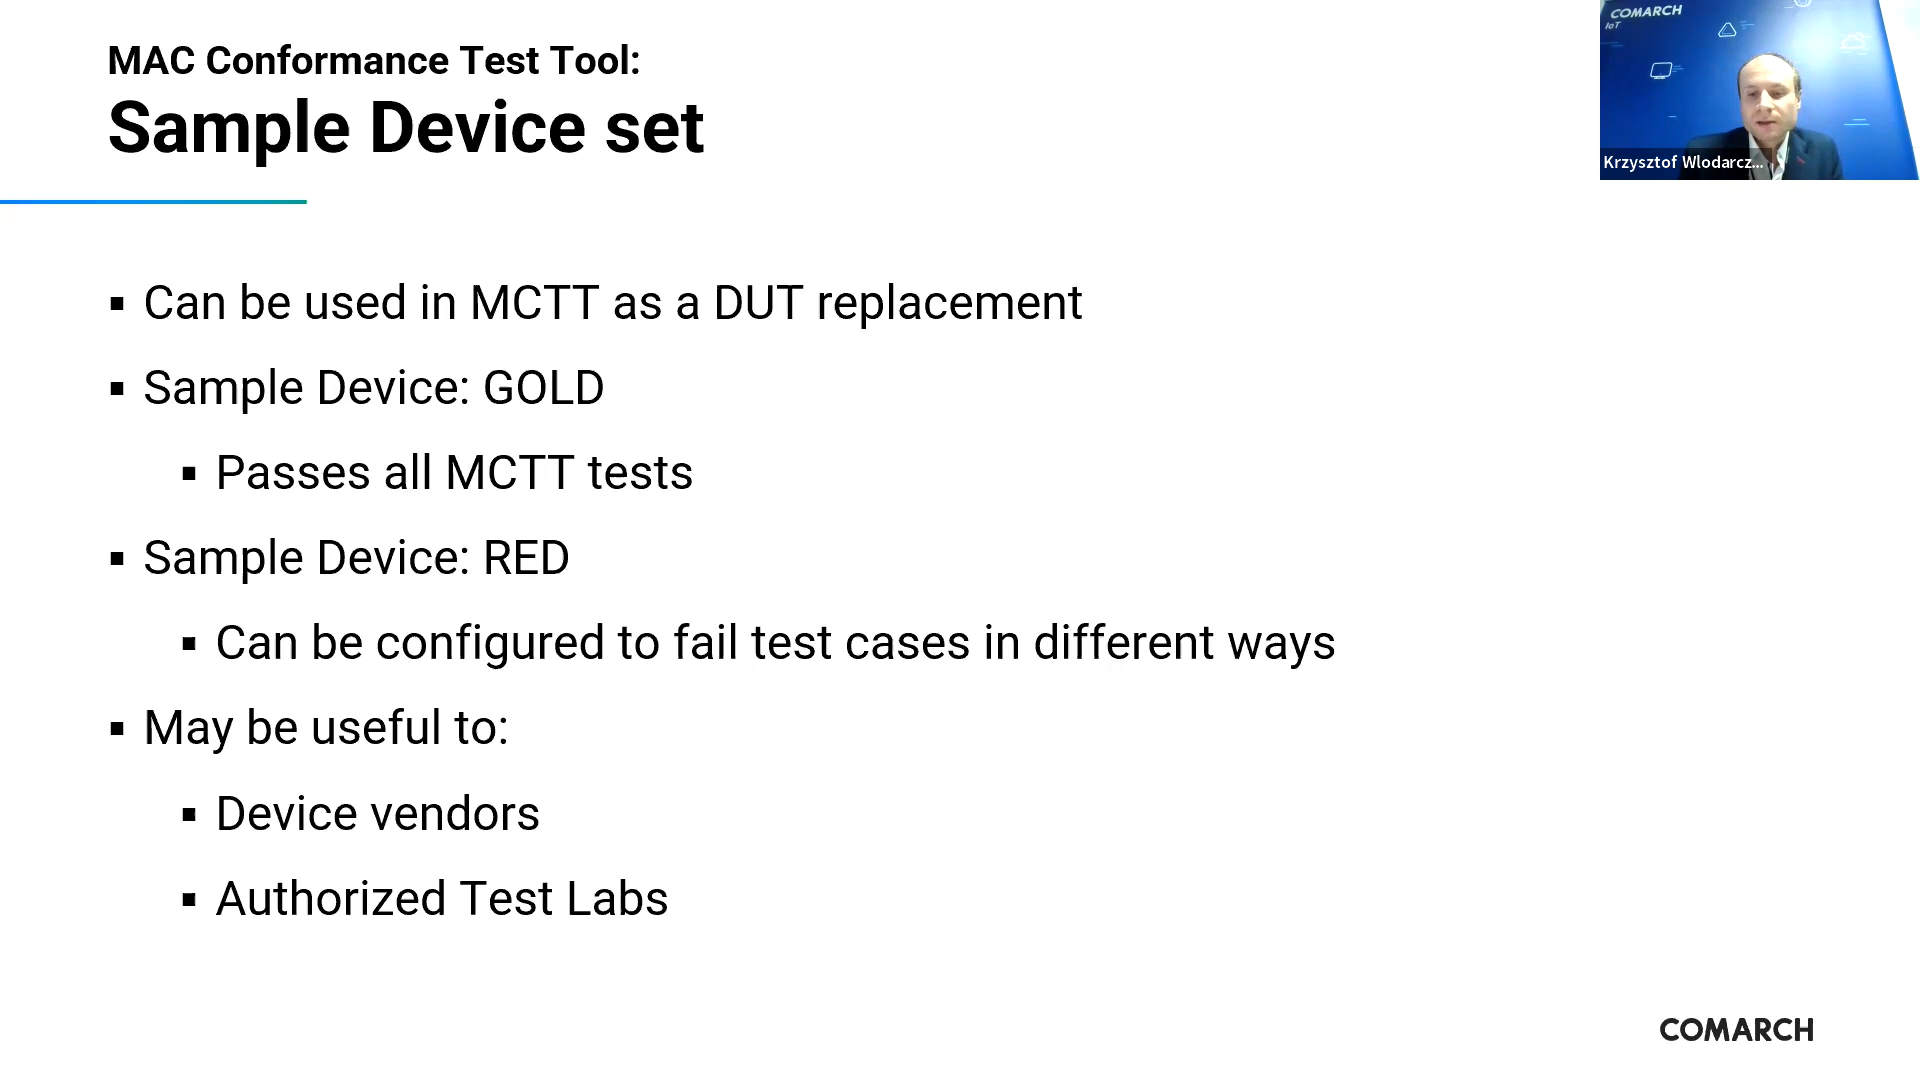 MAC Conformance Test Tool:
Sample Device set
COMARCH
IoT
Krzysztof Wlodarcz...
▪ Can be used in MCTT as a DUT replacement
▪ Sample Device: GOLD
▪ Passes all MCTT tests
▪ Sample Device: RED
▪ Can be configured to fail test cases in different ways
▪ May be useful to:
▪ Device vendors
▪ Authorized Test Labs
COMARCH